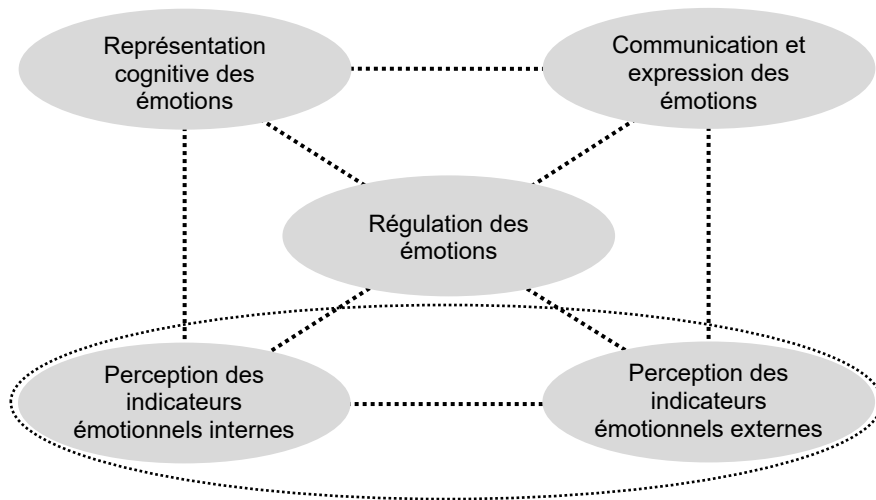 Représentation
cognitive des
émotions
Communication et
expression des
émotions
Régulation des
émotions
Perception des
indicateurs
émotionnels internes
Perception des
indicateurs
émotionnels externes